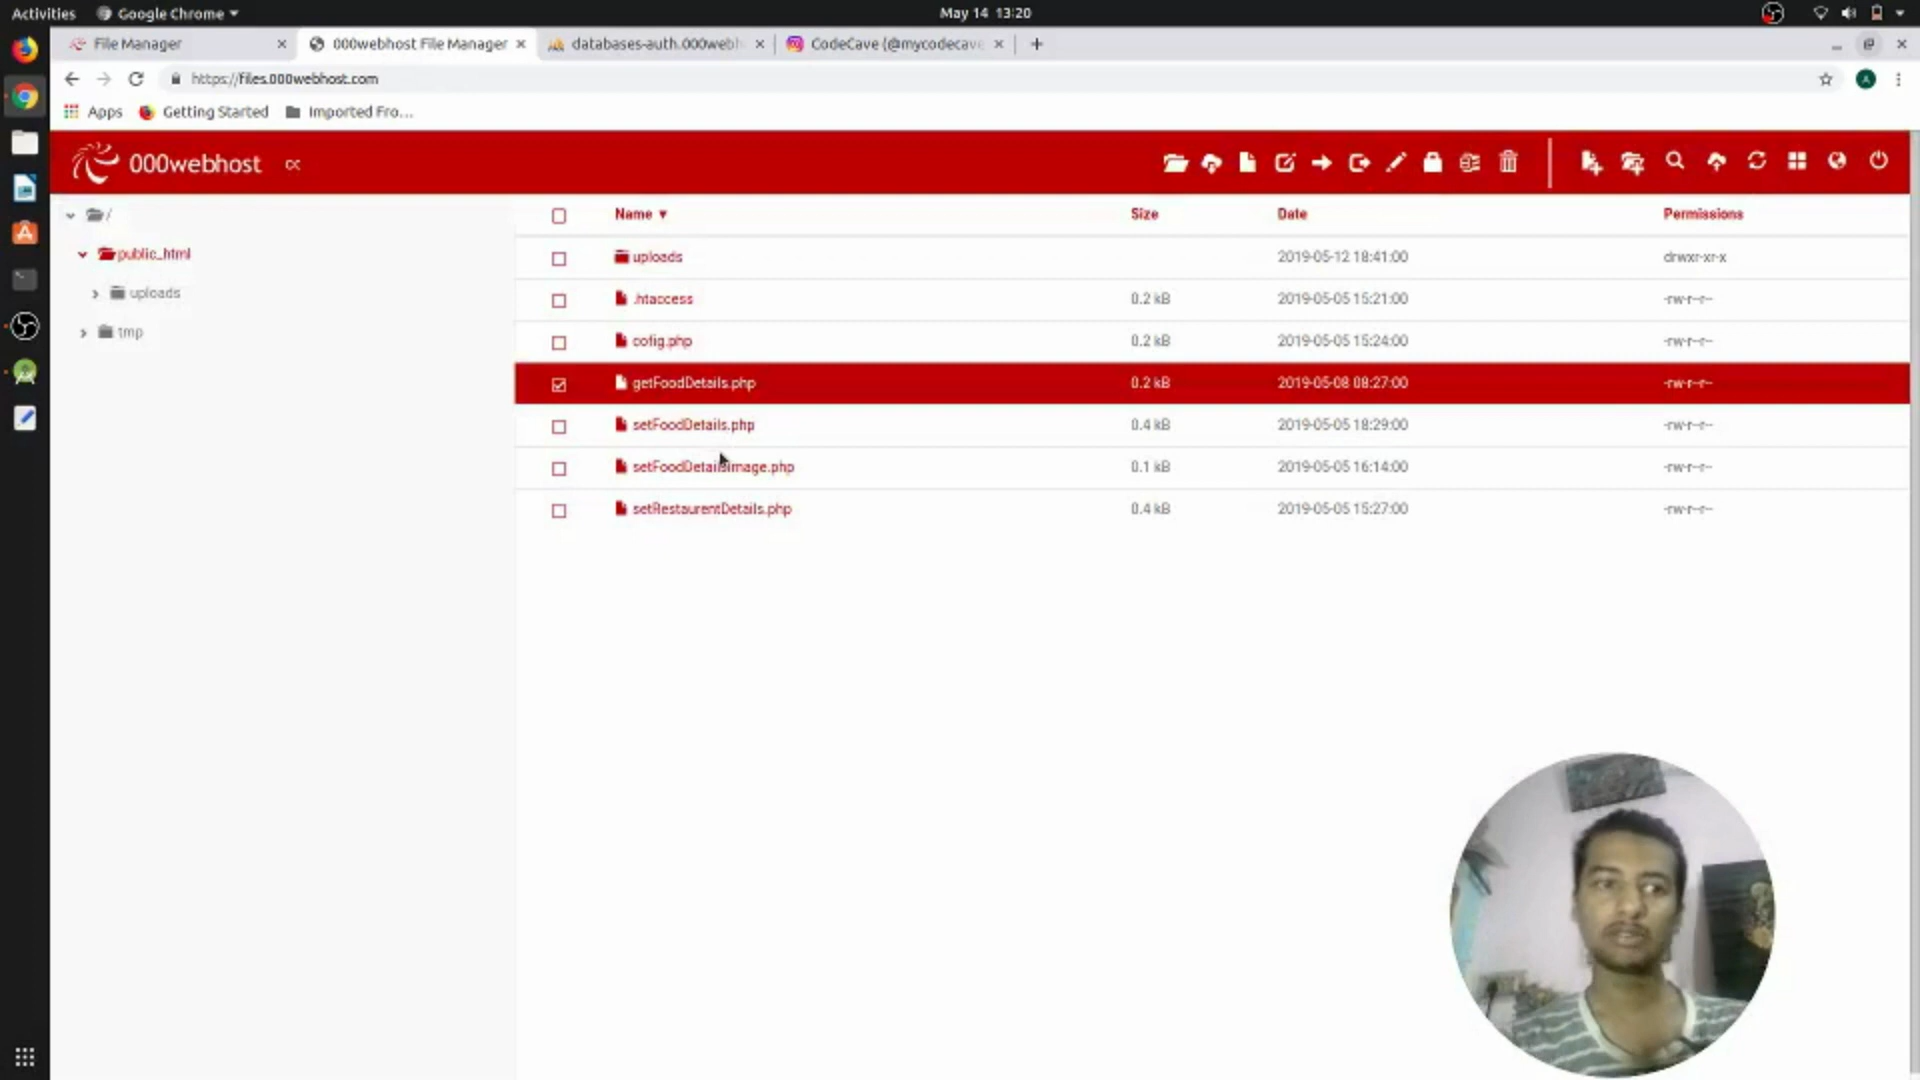 Activities Google Chrome May 14 13:20
File Manager 000webhost File Manager databases-auth.000webh CodeCave (@mycodecave
https://files.000webhost.com A
Apps Getting Started Imported Fro...
000webhost
/ Name ▼ Size Date Permissions
public_html
uploads
tmp
uploads 2019-05-12 18:41:00 drwxr-xr-x
.htaccess 0.2 kB 2019-05-05 15:21:00 -rw-r--r--
cofig.php 0.2 kB 2019-05-05 15:24:00 -rw-r--r--
getFoodDetails.php 0.2 kB 2019-05-08 08:27:00 -rw-r--r--
setFoodDetails.php 0.4 kB 2019-05-05 18:29:00 -rw-r--r--
setFoodDetailsImage.php 0.1 kB 2019-05-05 16:14:00 -rw-r--r--
setRestaurentDetails.php 0.4 kB 2019-05-05 15:27:00 -rw-r--r--